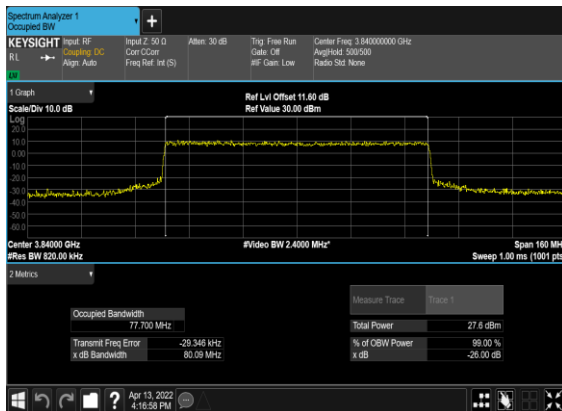 Spectrum Analyzer 1
Occupied BW
KEYSIGHT
RL
Input: RF
Coupling: DC
Align: Auto
Input Z: 50 Ω
Corr CCorr
Freq Ref: Int (S)
Atten: 30 dB
Trig: Free Run
Gate: Off
#IF Gain: Low
Center Freq: 3.840000000 GHz
Avg|Hold: 500/500
Radio Std: None
1 Graph
Scale/Div 10.0 dB
Ref Lvl Offset 11.60 dB
Ref Value 30.00 dBm
Log
20.0
10.0
0.00
-10.0
-20.0
-30.0
-40.0
-50.0
-60.0
Center 3.84000 GHz
#Res BW 820.00 kHz
#Video BW 2.4000 MHz*
Span 160 MH
Sweep 1.00 ms (1001 pts
2 Metrics
Measure Trace
Trace 1
Occupied Bandwidth
77.700 MHz
Total Power
27.6 dBm
Transmit Freq Error
-29.346 kHz
% of OBW Power
99.00 %
x dB Bandwidth
80.09 MHz
x dB
-26.00 dB
?
Apr 13, 2022
4:16:58 PM